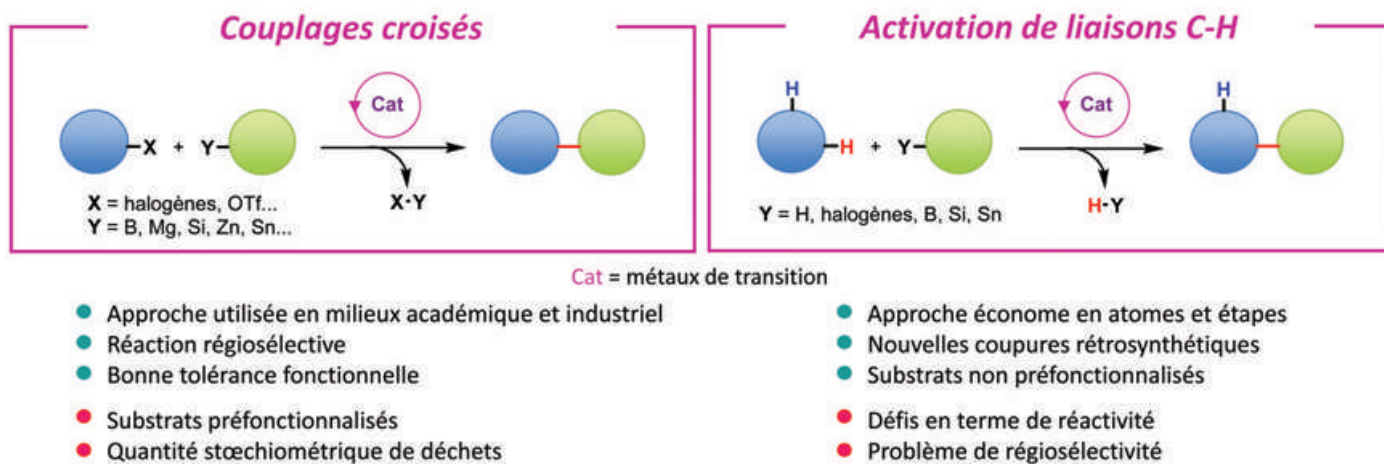 Couplages croisés
Cat
X + Y
X·Y
X = halogènes, OTf...
Y = B, Mg, Si, Zn, Sn...
Activation de liaisons C-H
H
Cat
H
H + Y
H-Y
Y = H, halogènes, B, Si, Sn
Cat = métaux de transition
Approche utilisée en milieux académique et industriel
Réaction régiosélective
Bonne tolérance fonctionnelle
Substrats préfonctionnalisés
Quantité stœchiométrique de déchets
Approche économe en atomes et étapes
Nouvelles coupures rétrosynthétiques
Substrats non préfonctionnalisés
Défis en terme de réactivité
Problème de régiosélectivité